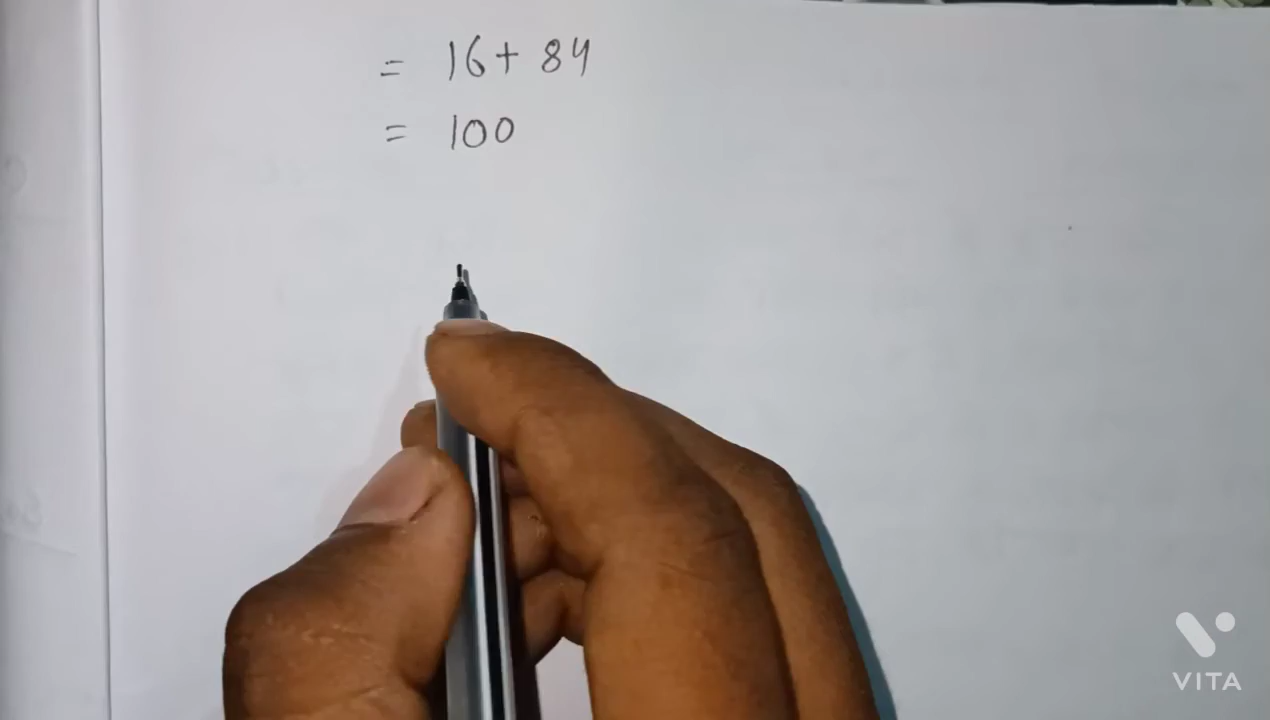 = 16 + 84
= 100
VITA